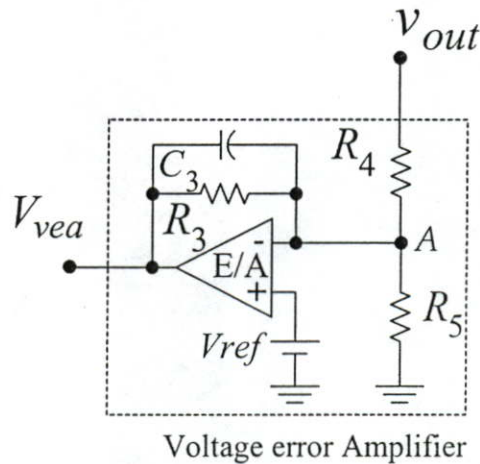 v_out
C_3
R_4
V_vea
R_3
-
A
E/A
+
R_5
Vref
Voltage error Amplifier